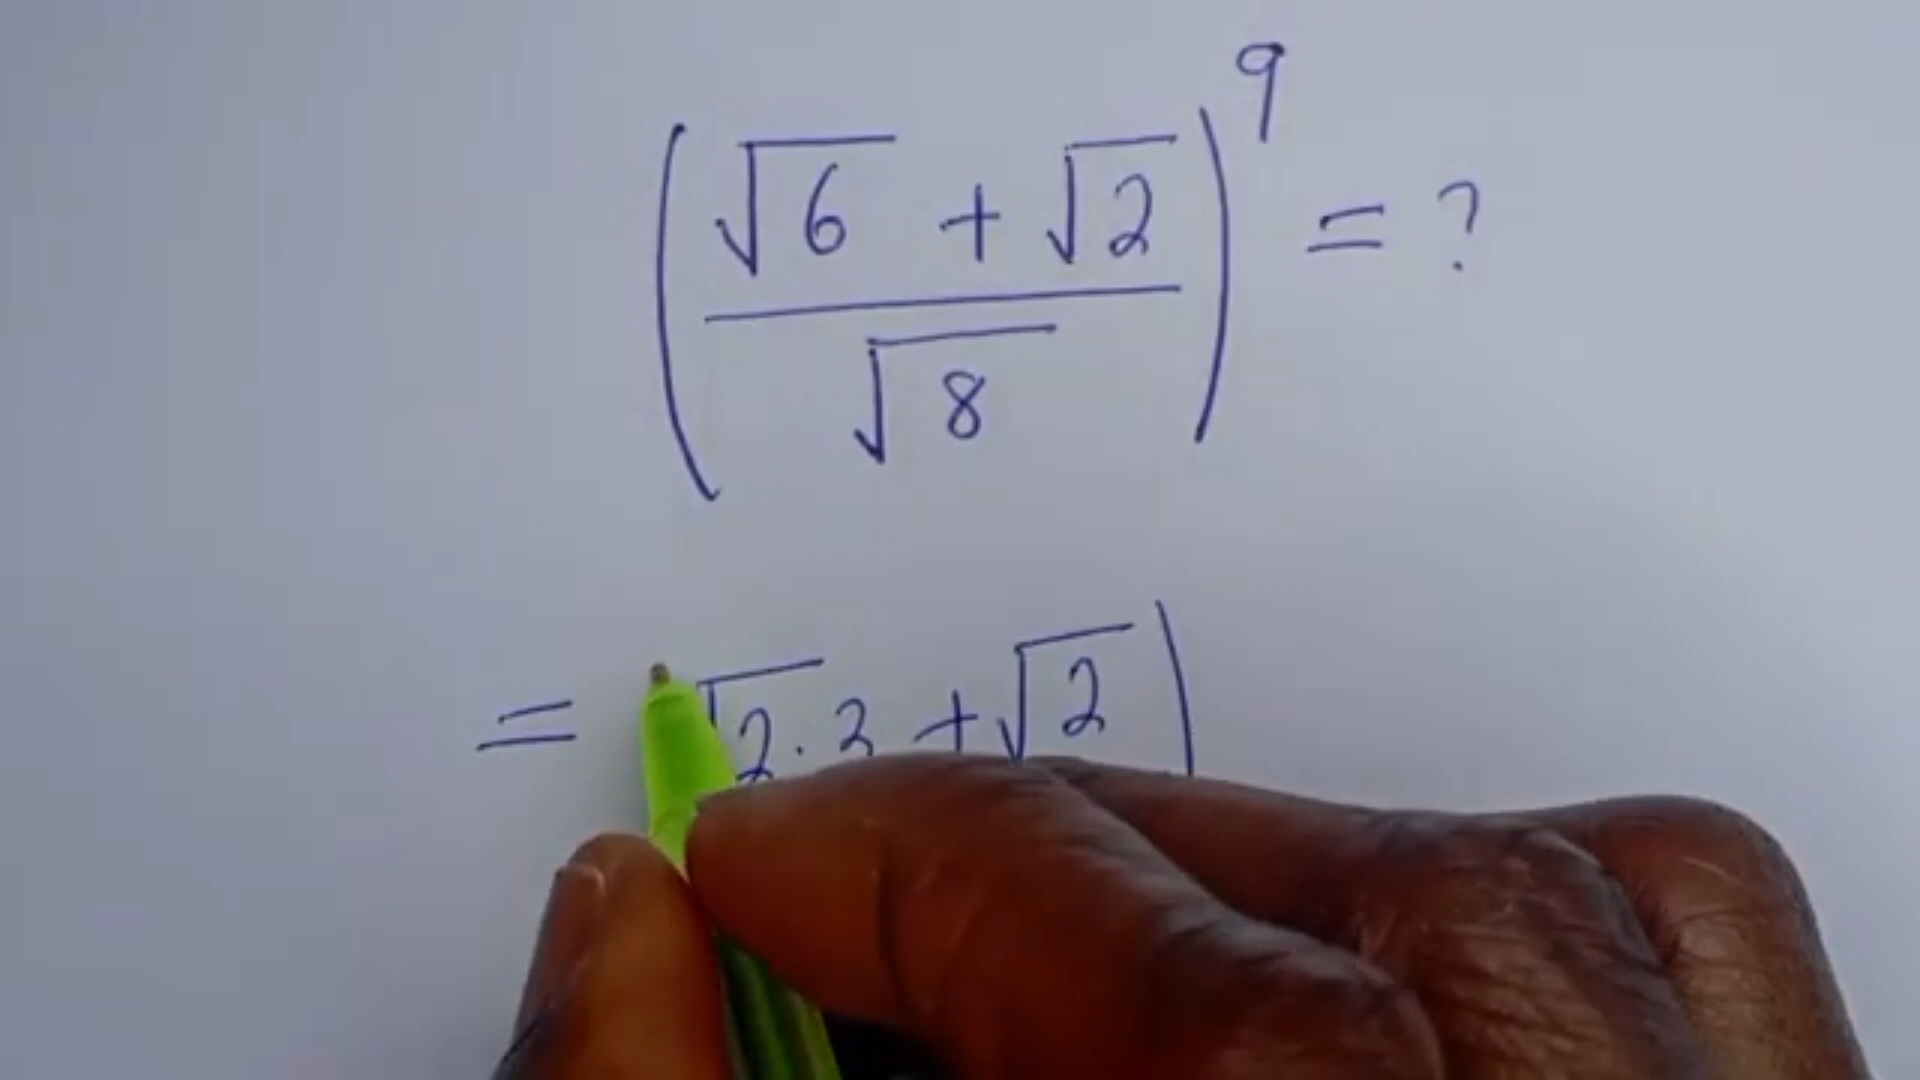 (√6 + √2 / √8)^9 = ?
= √2.3 + √2)